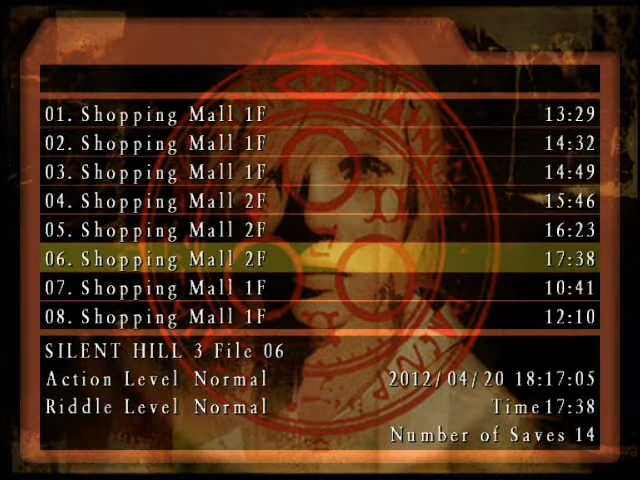 01. Shopping Mall 1F 13:29
02. Shopping Mall 1F 14:32
03. Shopping Mall 1F 14:49
04. Shopping Mall 2F 15:46
05. Shopping Mall 2F 16:23
06. Shopping Mall 2F 17:38
07. Shopping Mall 1F 10:41
08. Shopping Mall 1F 12:10
SILENT HILL 3 File 06
Action Level Normal 2012/04/20 18:17:05
Riddle Level Normal Time 17:38
Number of Saves 14